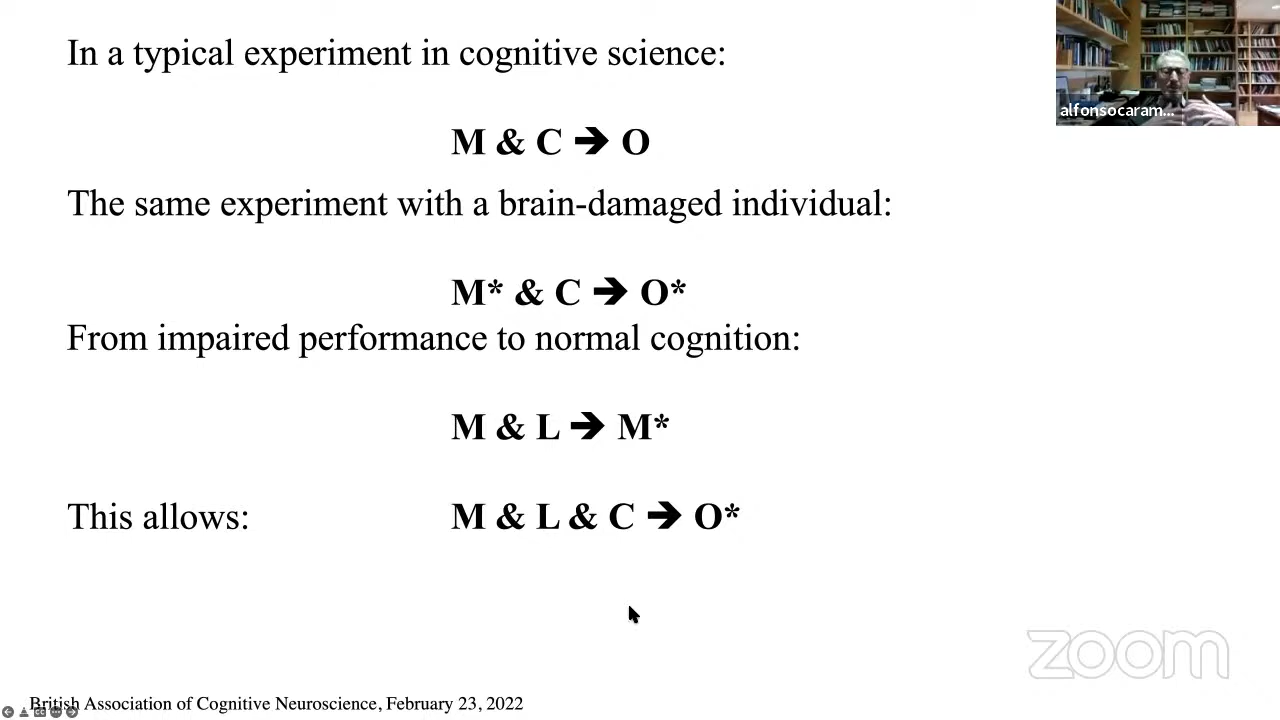 In a typical experiment in cognitive science:
alfonsocaram...
M & C ➔ O
The same experiment with a brain-damaged individual:
M* & C ➔ O*
From impaired performance to normal cognition:
M & L ➔ M*
This allows: M & L & C ➔ O*
zoom
British Association of Cognitive Neuroscience, February 23, 2022